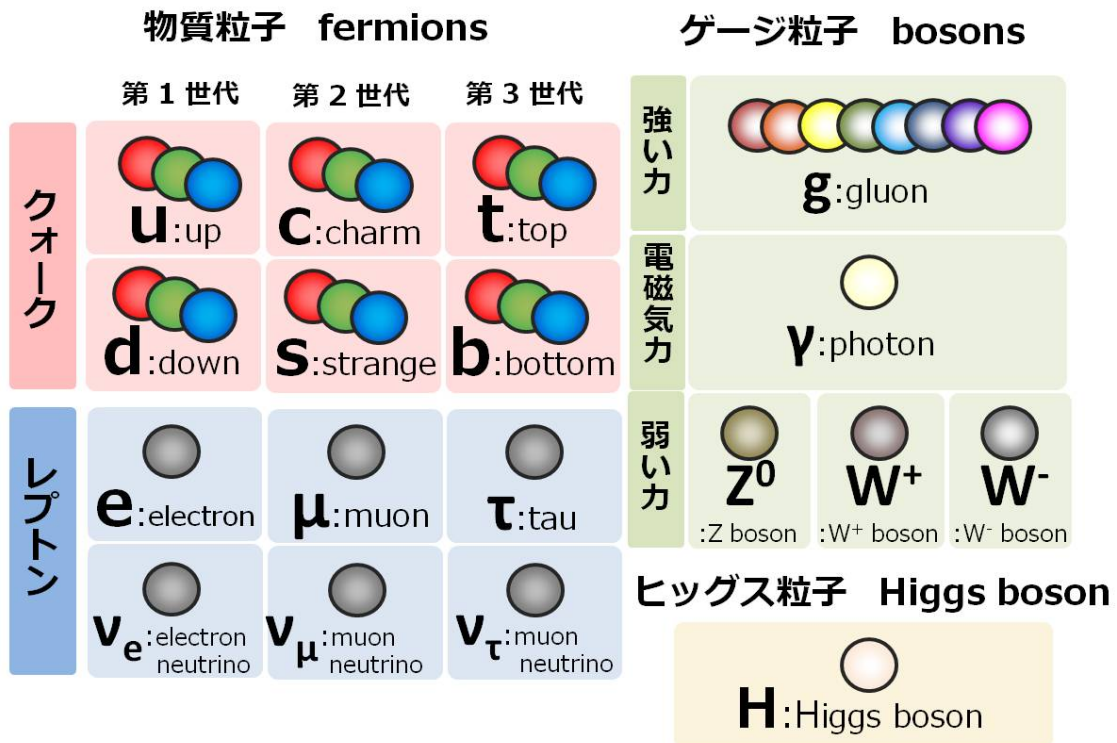 物質粒子 fermions
第1世代 第2世代 第3世代
クォーク
u:up
c:charm
t:top
d:down
s:strange
b:bottom
レプトン
e:electron
μ:muon
τ:tau
νe:electron
neutrino
νμ:muon
neutrino
ντ:muon
neutrino
ゲージ粒子 bosons
強い力
g:gluon
電磁気力
γ:photon
弱い力
Z⁰
:Z boson
W⁺
:W⁺ boson
W⁻
:W⁻ boson
ヒッグス粒子 Higgs boson
H:Higgs boson